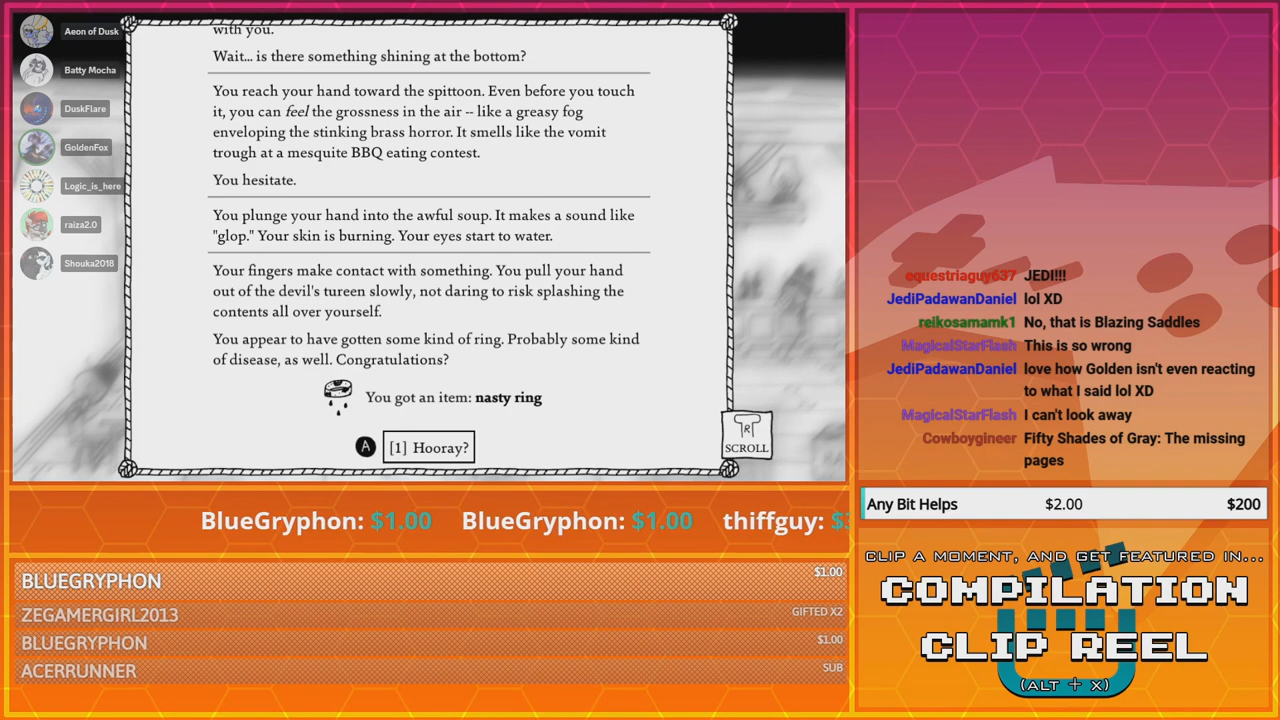 Aeon of Dusk
Batty Mocha
DuskFlare
GoldenFox
Logic_is_here
raiza2.0
Shouka2018
with you.
Wait... is there something shining at the bottom?
You reach your hand toward the spittoon. Even before you touch
it, you can feel the grossness in the air -- like a greasy fog
enveloping the stinking brass horror. It smells like the vomit
trough at a mesquite BBQ eating contest.
You hesitate.
You plunge your hand into the awful soup. It makes a sound like
"glop." Your skin is burning. Your eyes start to water.
Your fingers make contact with something. You pull your hand
out of the devil's tureen slowly, not daring to risk splashing the
contents all over yourself.
You appear to have gotten some kind of ring. Probably some kind
of disease, as well. Congratulations?
You got an item: nasty ring
A [1] Hooray?
R
SCROLL
equestriaguy637 JEDI!!!
JediPadawanDaniel lol XD
reikosamamk1 No, that is Blazing Saddles
MagicalStarFlash This is so wrong
JediPadawanDaniel love how Golden isn't even reacting
to what I said lol XD
MagicalStarFlash I can't look away
Cowboygineer Fifty Shades of Gray: The missing
pages
Any Bit Helps $2.00 $200
BlueGryphon: $1.00 BlueGryphon: $1.00 thiffguy:
BLUEGRYPHON $1.00
ZEGAMERGIRL2013 GIFTED X2
BLUEGRYPHON $1.00
ACERRUNNER SUB
CLIP A MOMENT, AND GET FEATURED IN...
COMPILATION
CLIP REEL
(ALT + X)